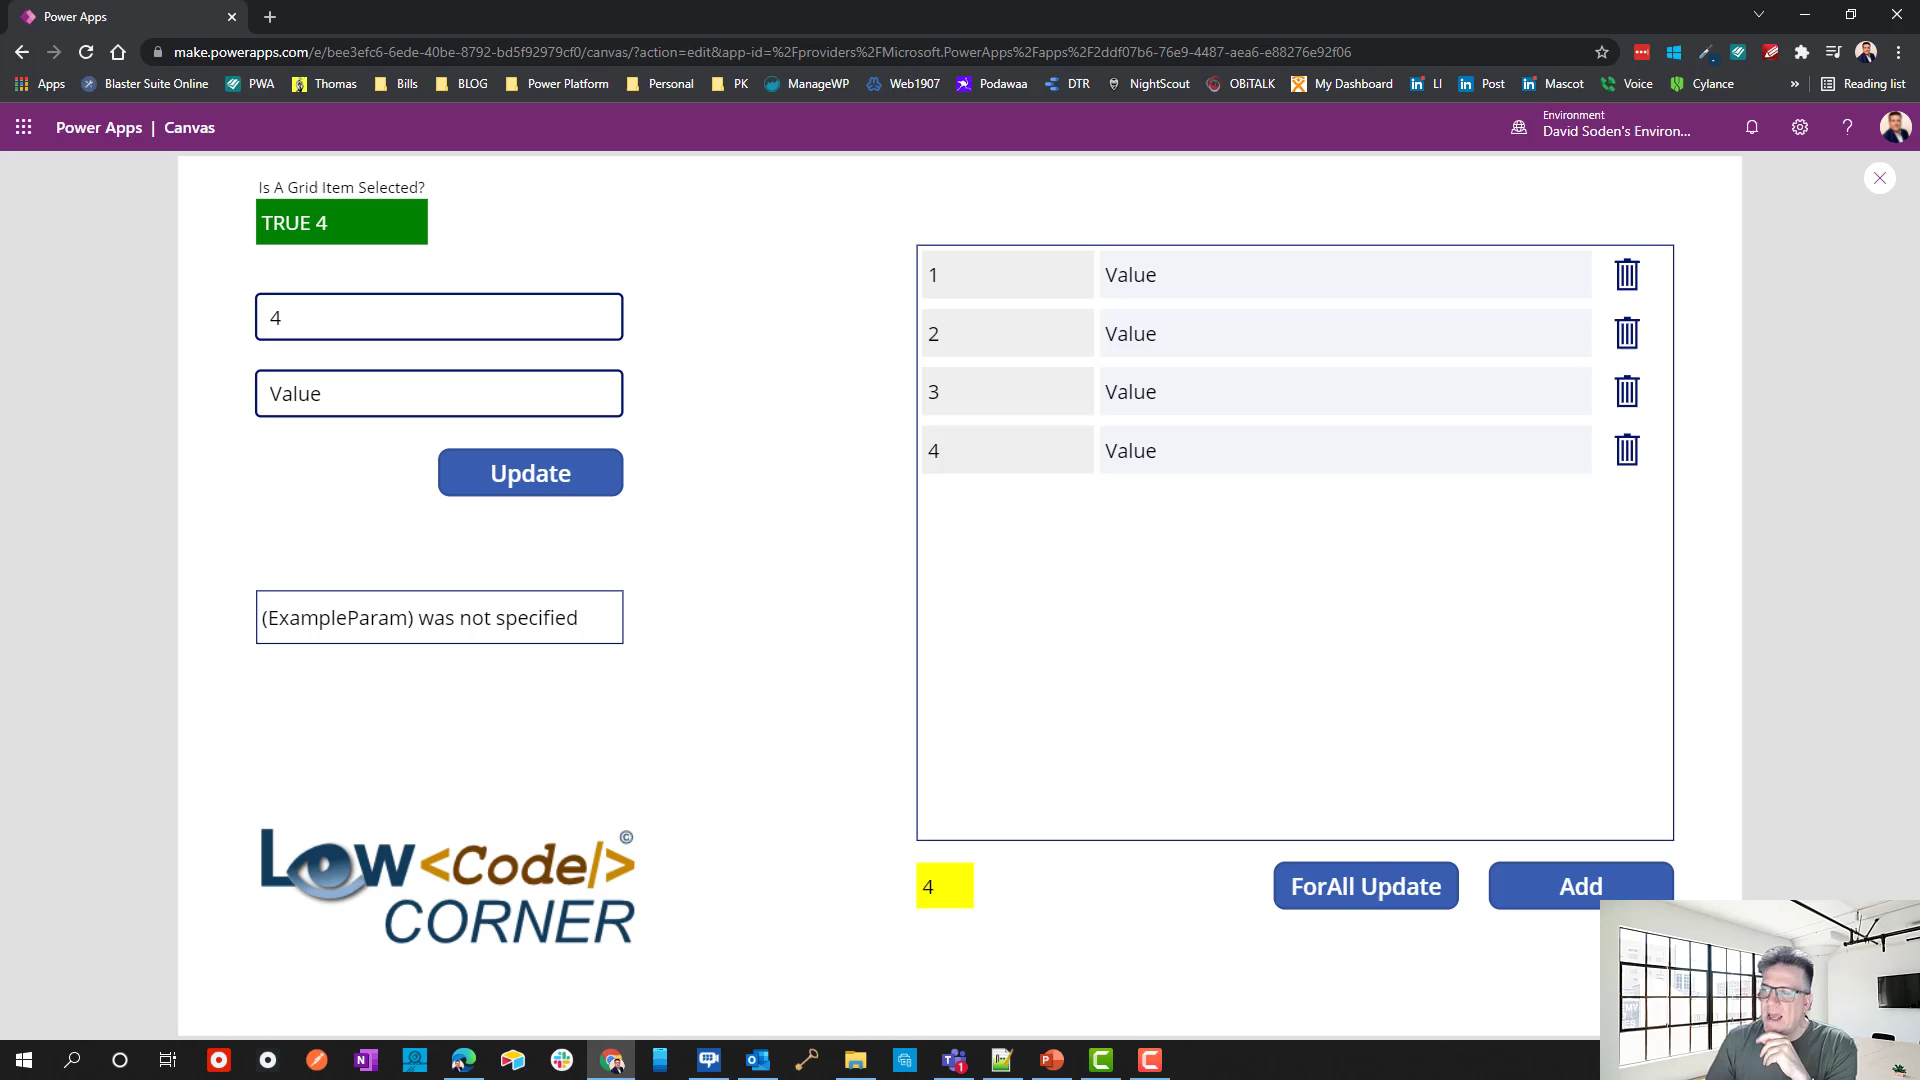 Power Apps
make.powerapps.com/e/bee3efc6-6ede-40be-8792-bd5f92979cf0/canvas/?action=edit&app-id=%2Fproviders%2FMicrosoft.PowerApps%2Fapps%2F2ddf07b6-76e9-4487-aea6-e88276e92f06
Apps Blaster Suite Online PWA Thomas Bills BLOG Power Platform Personal PK ManageWP Web1907 Podawaa DTR NightScout OBiTALK My Dashboard LI Post Mascot Voice Cylance » Reading list
Power Apps | Canvas
Environment
David Soden's Environ...
Is A Grid Item Selected?
TRUE 4
4
Value
Update
(ExampleParam) was not specified
1 Value
2 Value
3 Value
4 Value
4
ForAll Update
Add
LOW <Code/> ©
CORNER